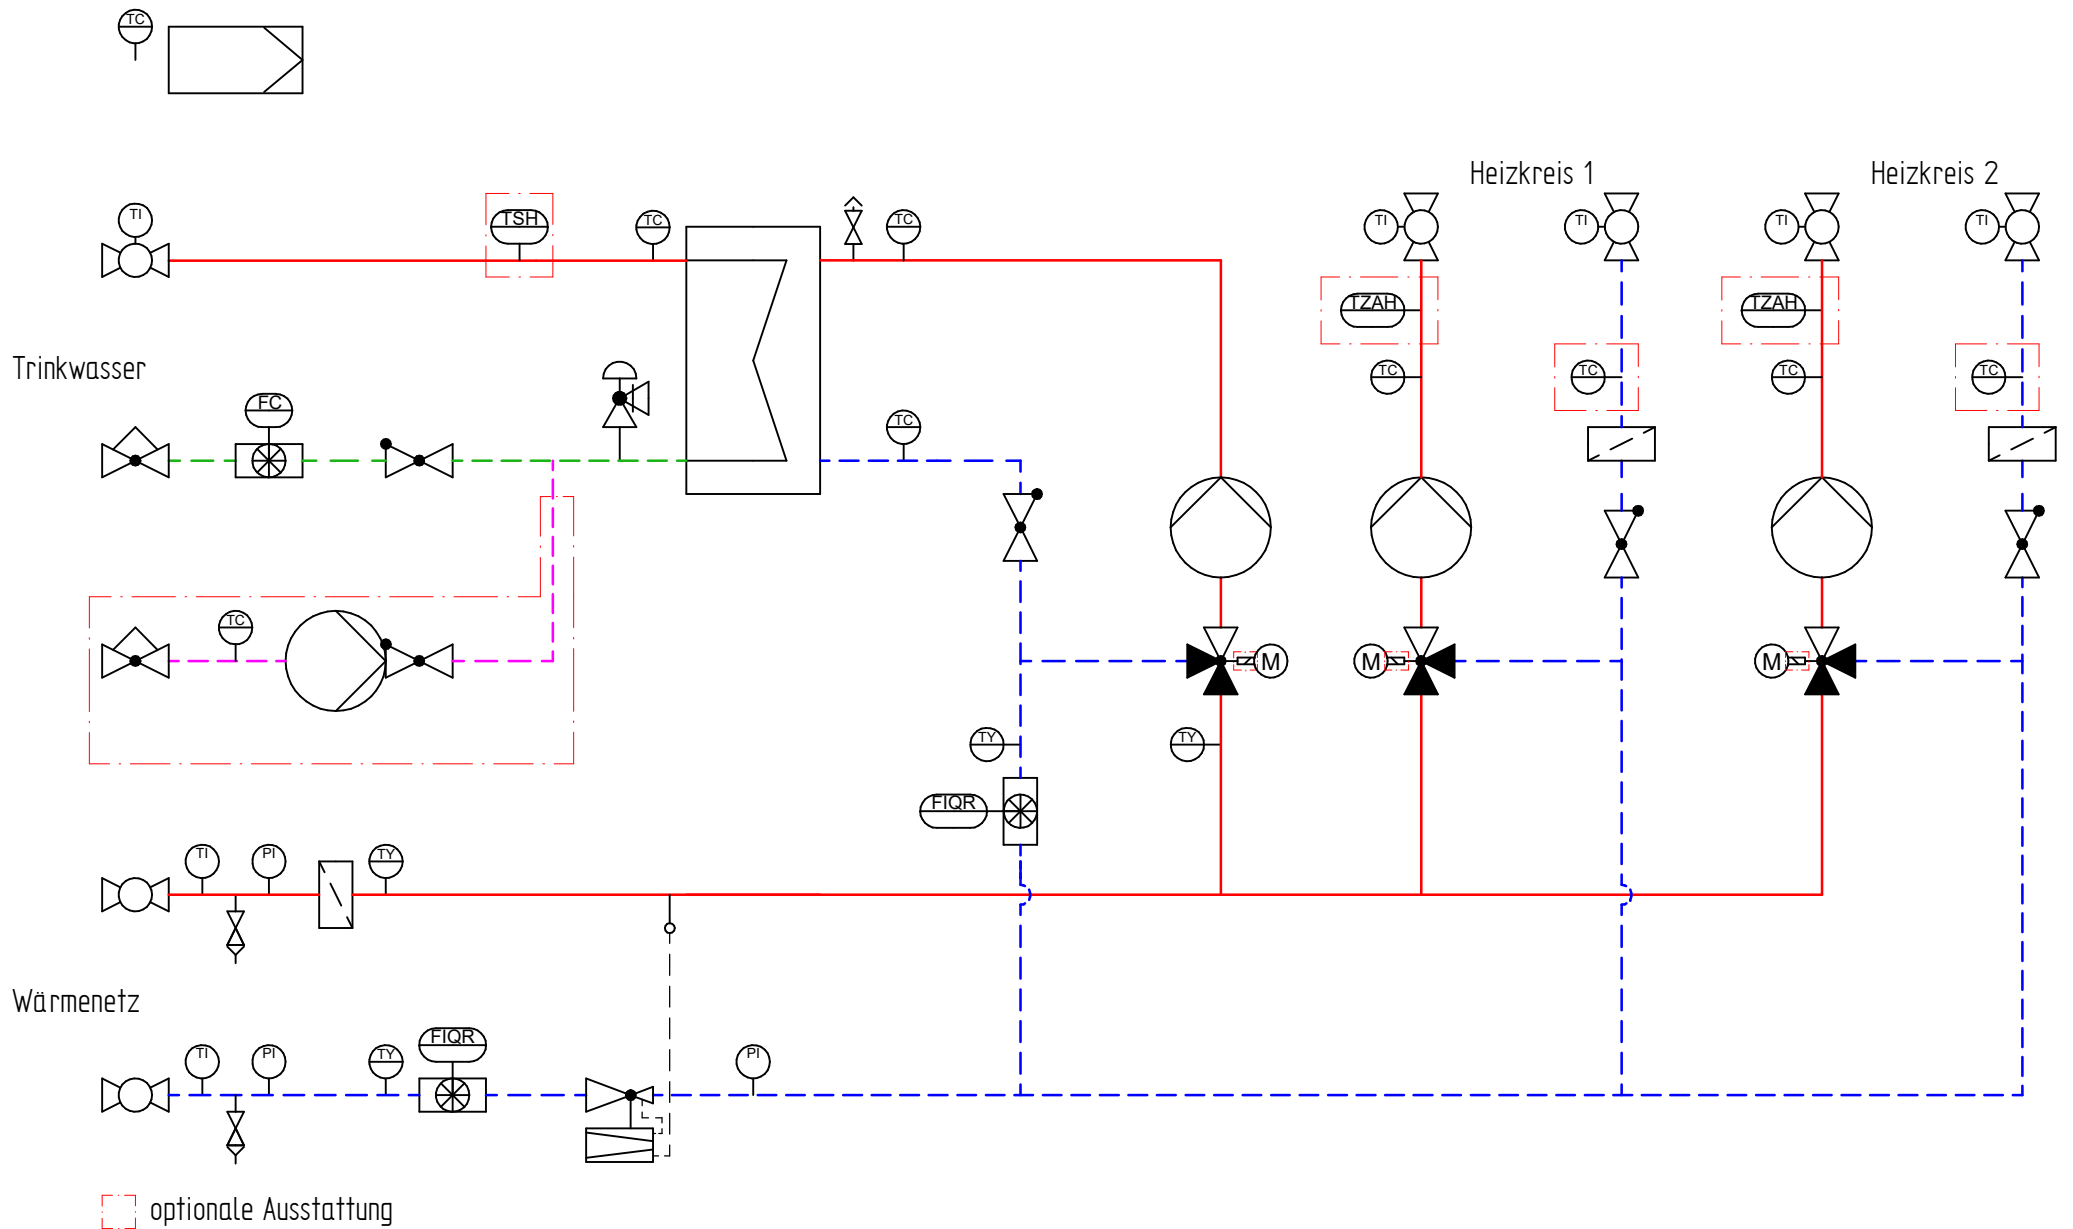 TC
Heizkreis 1
Heizkreis 2
TI
TSH
TC
TC
TI
TI
TI
TI
TZAH
TZAH
Trinkwasser
TC
TC
TC
TC
FC
TC
TC
M
M
M
TY
TY
FIQR
TI
PI
TY
Wärmenetz
TI
PI
TY
FIQR
PI
optionale Ausstattung